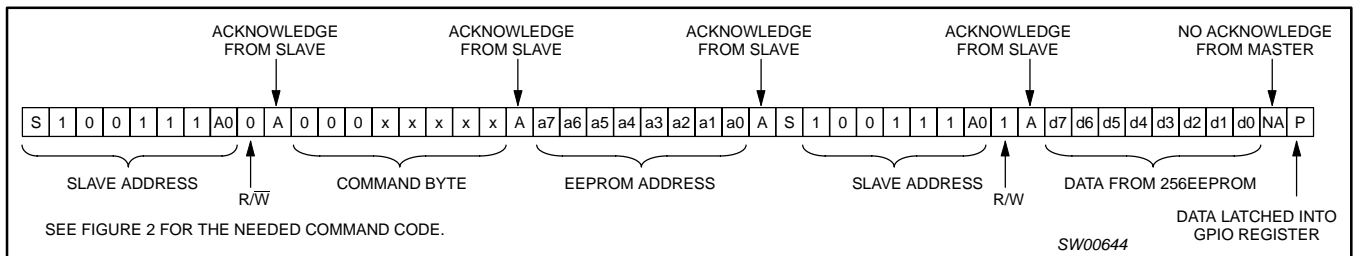 ACKNOWLEDGE FROM SLAVE
ACKNOWLEDGE FROM SLAVE
ACKNOWLEDGE FROM SLAVE
ACKNOWLEDGE FROM SLAVE
NO ACKNOWLEDGE FROM MASTER
S 1 0 0 1 1 1 A0 0 A 0 0 0 x x x x x A a7 a6 a5 a4 a3 a2 a1 a0 A S 1 0 0 1 1 1 A0 1 A d7 d6 d5 d4 d3 d2 d1 d0 NA P
SLAVE ADDRESS
R/W̅
COMMAND BYTE
EEPROM ADDRESS
SLAVE ADDRESS
R/W
DATA FROM 256EEPROM
DATA LATCHED INTO GPIO REGISTER
SEE FIGURE 2 FOR THE NEEDED COMMAND CODE.
SW00644